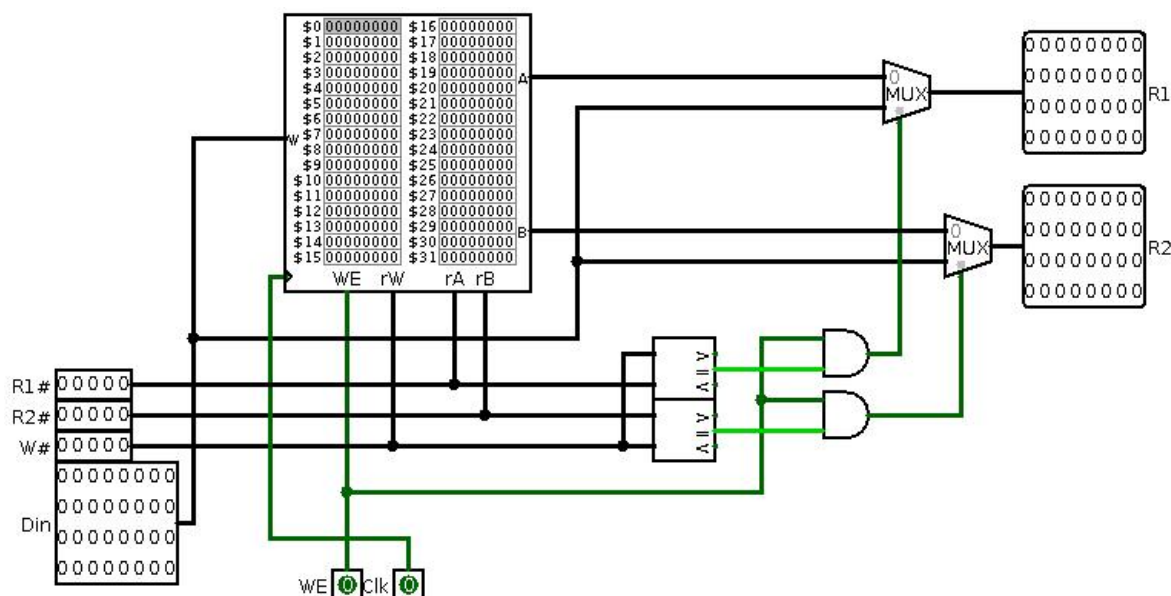 $0 00000000 $16 00000000
$1 00000000 $17 00000000
$2 00000000 $18 00000000
$3 00000000 $19 00000000
$4 00000000 $20 00000000
$5 00000000 $21 00000000
$6 00000000 $22 00000000
$7 00000000 $23 00000000
$8 00000000 $24 00000000
$9 00000000 $25 00000000
$10 00000000 $26 00000000
$11 00000000 $27 00000000
$12 00000000 $28 00000000
$13 00000000 $29 00000000
$14 00000000 $30 00000000
$15 00000000 $31 00000000
W
A
B
WE rW rA rB
0
MUX
00000000
00000000
00000000
00000000
R1
0
MUX
00000000
00000000
00000000
00000000
R2
> = <
> = <
R1# 00000
R2# 00000
W# 00000
Din
00000000
00000000
00000000
00000000
WE 0 Clk 0